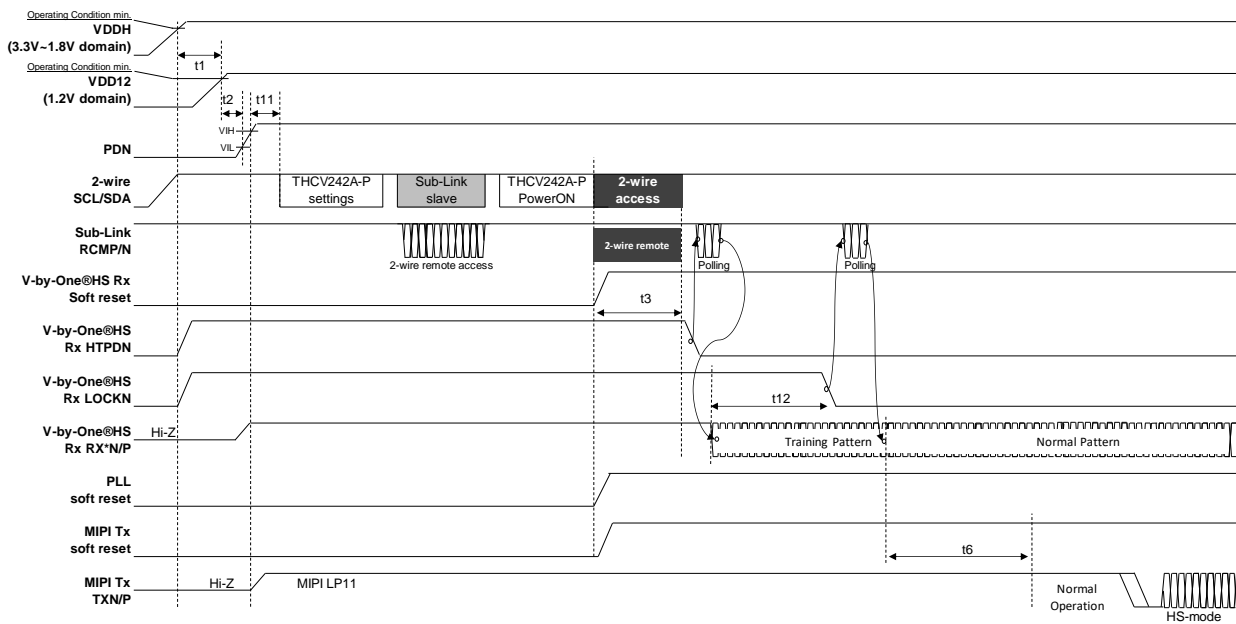 Operating Condition min.
VDDH
(3.3V~1.8V domain)
t1
Operating Condition min.
VDD12
(1.2V domain)
t2
t11
VIH
VIL
PDN
2-wire
SCL/SDA
THCV242A-P
settings
Sub-Link
slave
THCV242A-P
PowerON
2-wire
access
Sub-Link
RCMP/N
2-wire remote access
2-wire remote
Polling
Polling
V-by-One®HS Rx
Soft reset
t3
V-by-One®HS
Rx HTPDN
V-by-One®HS
Rx LOCKN
t12
V-by-One®HS
Rx RX*N/P
Hi-Z
Training Pattern
Normal Pattern
PLL
soft reset
MIPI Tx
soft reset
t6
MIPI Tx
TXN/P
Hi-Z
MIPI LP11
Normal
Operation
HS-mode